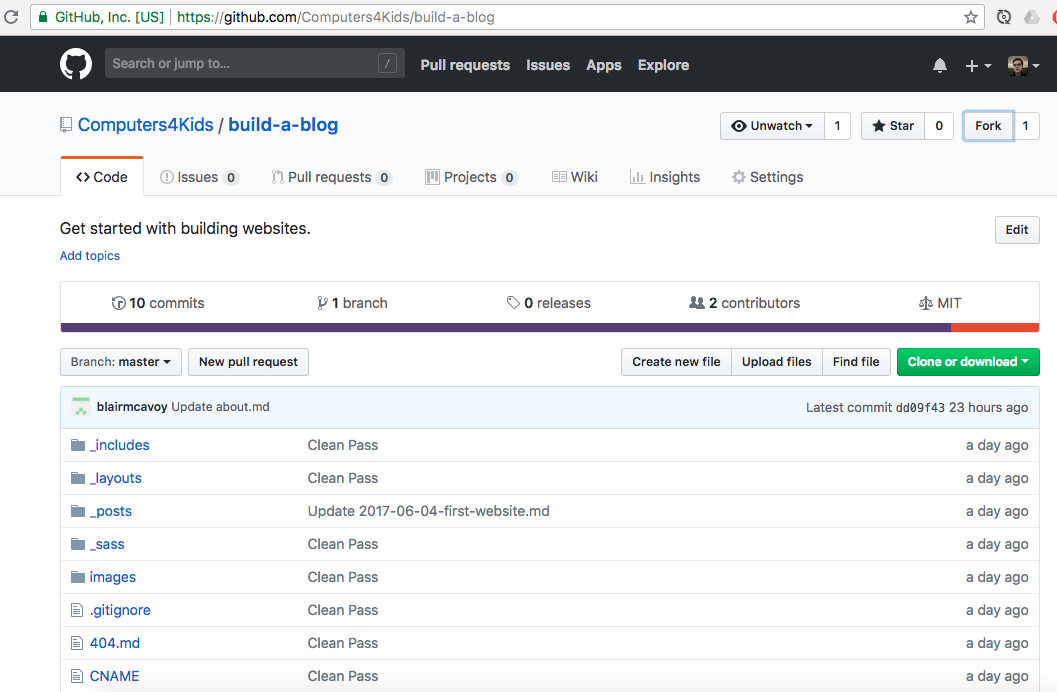 GitHub, Inc. [US] https://github.com/Computers4Kids/build-a-blog
Search or jump to... / Pull requests Issues Apps Explore
Computers4Kids / build-a-blog Unwatch 1 Star 0 Fork 1
Code Issues 0 Pull requests 0 Projects 0 Wiki Insights Settings
Get started with building websites. Edit
Add topics
10 commits 1 branch 0 releases 2 contributors MIT
Branch: master New pull request Create new file Upload files Find file Clone or download
blairmcavoy Update about.md Latest commit dd09f43 23 hours ago
_includes Clean Pass a day ago
_layouts Clean Pass a day ago
_posts Update 2017-06-04-first-website.md a day ago
_sass Clean Pass a day ago
images Clean Pass a day ago
.gitignore Clean Pass a day ago
404.md Clean Pass a day ago
CNAME Clean Pass a day ago